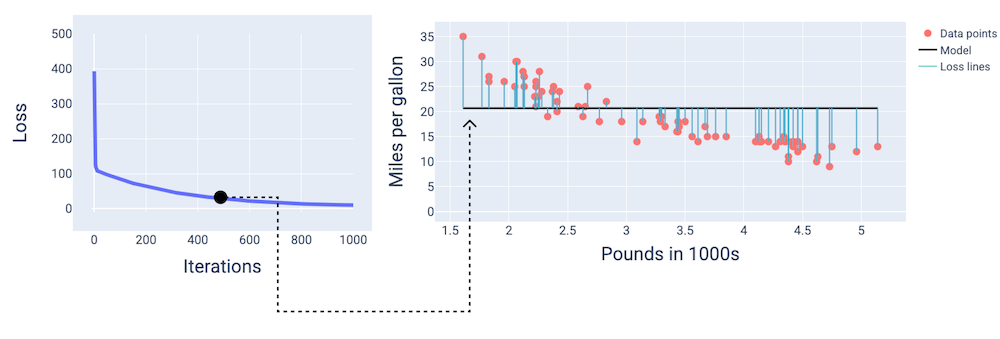 500
400
300
200
100
0
0 200 400 600 800 1000
Loss
Iterations
35
30
25
20
15
10
5
0
1.5 2 2.5 3 3.5 4 4.5 5
Miles per gallon
Pounds in 1000s
Data points
Model
Loss lines